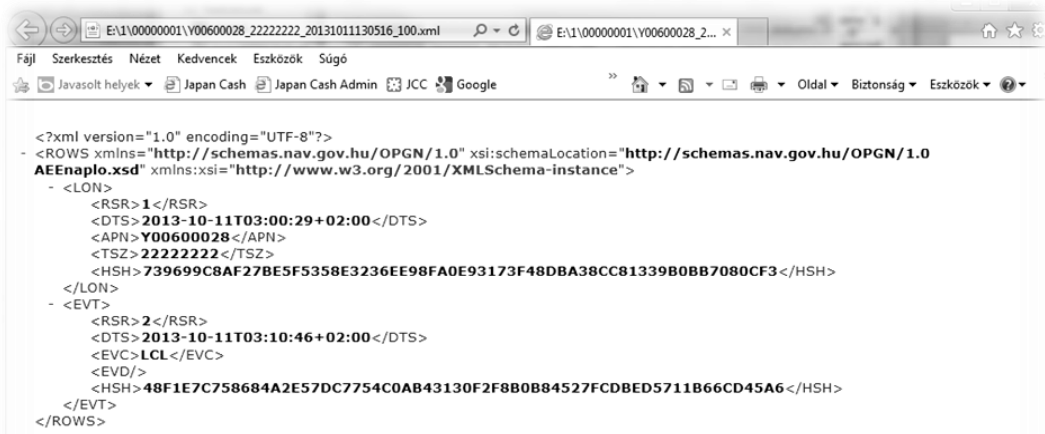 E:\1\00000001\Y00600028_22222222_20131011130516_100.xml
E:\1\00000001\Y00600028_2...
Fájl Szerkesztés Nézet Kedvencek Eszközök Súgó
Javasolt helyek Japan Cash Japan Cash Admin JCC Google » Oldal Biztonság Eszközök
<?xml version="1.0" encoding="UTF-8"?>
- <ROWS xmlns="http://schemas.nav.gov.hu/OPGN/1.0" xsi:schemaLocation="http://schemas.nav.gov.hu/OPGN/1.0
AEEnaplo.xsd" xmlns:xsi="http://www.w3.org/2001/XMLSchema-instance">
- <LON>
<RSR>1</RSR>
<DTS>2013-10-11T03:00:29+02:00</DTS>
<APN>Y00600028</APN>
<TSZ>22222222</TSZ>
<HSH>739699C8AF27BE5F5358E3236EE98FA0E93173F48DBA38CC81339B0BB7080CF3</HSH>
</LON>
- <EVT>
<RSR>2</RSR>
<DTS>2013-10-11T03:10:46+02:00</DTS>
<EVC>LCL</EVC>
<EVD/>
<HSH>48F1E7C758684A2E57DC7754C0AB43130F2F8B0B84527FCDBED5711B66CD45A6</HSH>
</EVT>
</ROWS>